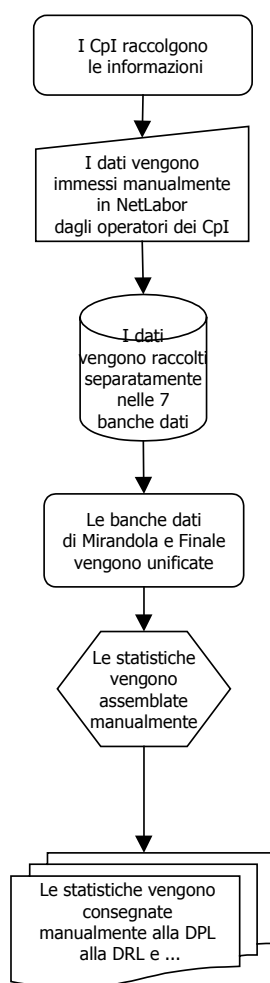 I CpI raccolgono
le informazioni
I dati vengono
immessi manualmente
in NetLabor
dagli operatori dei CpI
I dati
vengono raccolti
separatamente
nelle 7
banche dati
Le banche dati
di Mirandola e Finale
vengono unificate
Le statistiche
vengono
assemblate
manualmente
Le statistiche vengono
consegnate
manualmente alla DPL
alla DRL e ...